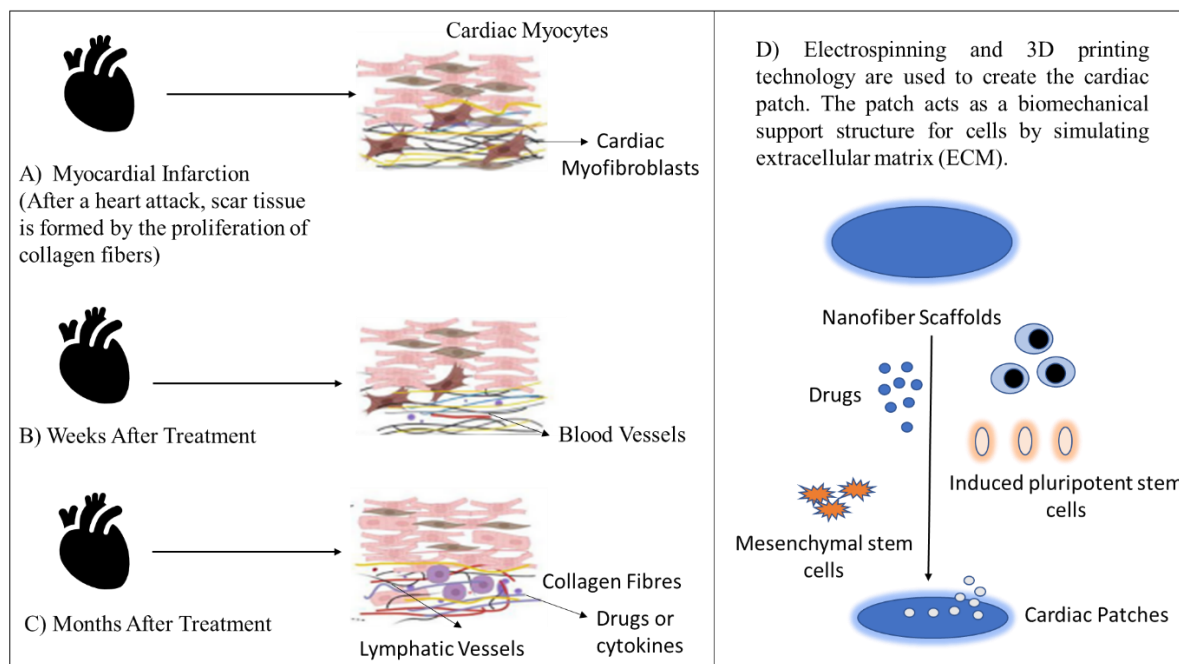 Cardiac Myocytes
Cardiac
Myofibroblasts
A) Myocardial Infarction
(After a heart attack, scar tissue
is formed by the proliferation of
collagen fibers)
Blood Vessels
B) Weeks After Treatment
Collagen Fibres
Drugs or
cytokines
C) Months After Treatment
Lymphatic Vessels
D) Electrospinning and 3D printing
technology are used to create the cardiac
patch. The patch acts as a biomechanical
support structure for cells by simulating
extracellular matrix (ECM).
Nanofiber Scaffolds
Drugs
Induced pluripotent stem
cells
Mesenchymal stem
cells
Cardiac Patches